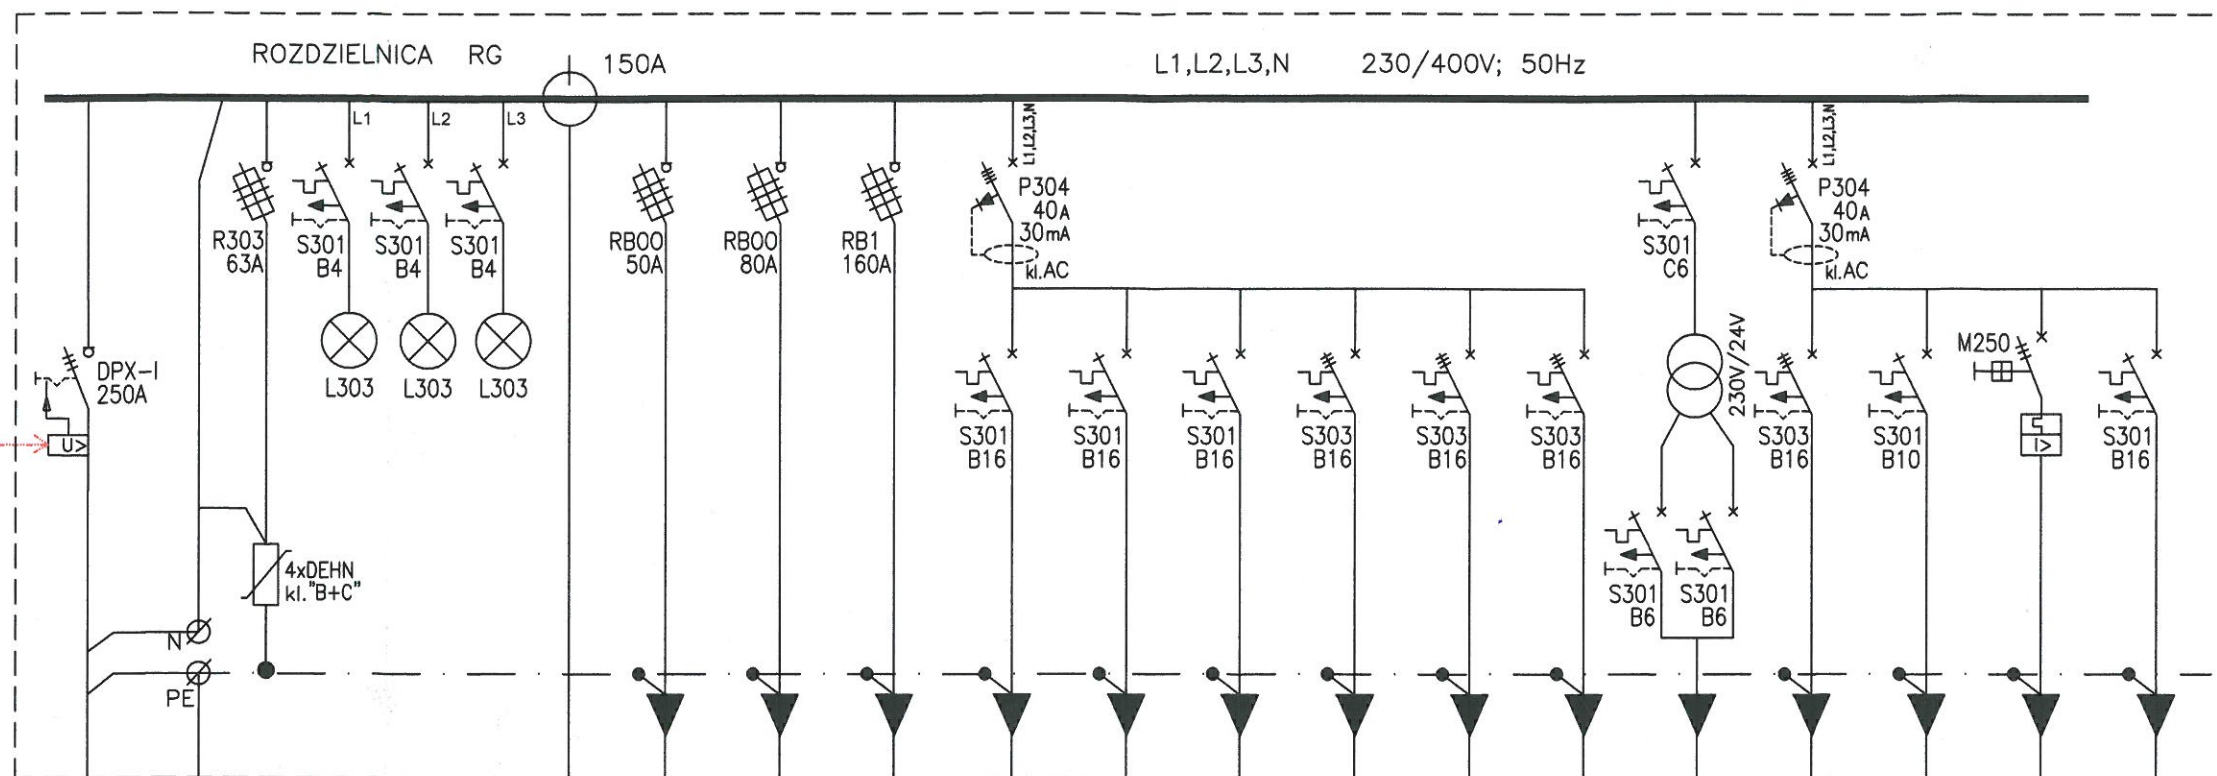 ROZDZIELNICA RG
150A
L1,L2,L3,N 230/400V; 50Hz
L1
L2
L3
L1,L2,L3,N
L1,L2,L3,N
P304
40A
30mA
kl.AC
P304
40A
30mA
kl.AC
R303
63A
S301
B4
S301
B4
S301
B4
RB00
50A
RB00
80A
RB1
160A
S301
C6
230V/24V
DPX-I
250A
U>
L303
L303
L303
M250
I>
S301
B16
S301
B16
S301
B16
S303
B16
S303
B16
S303
B16
S303
B16
S301
B10
S301
B16
4xDEHN
kl."B+C"
S301
B6
S301
B6
N
PE